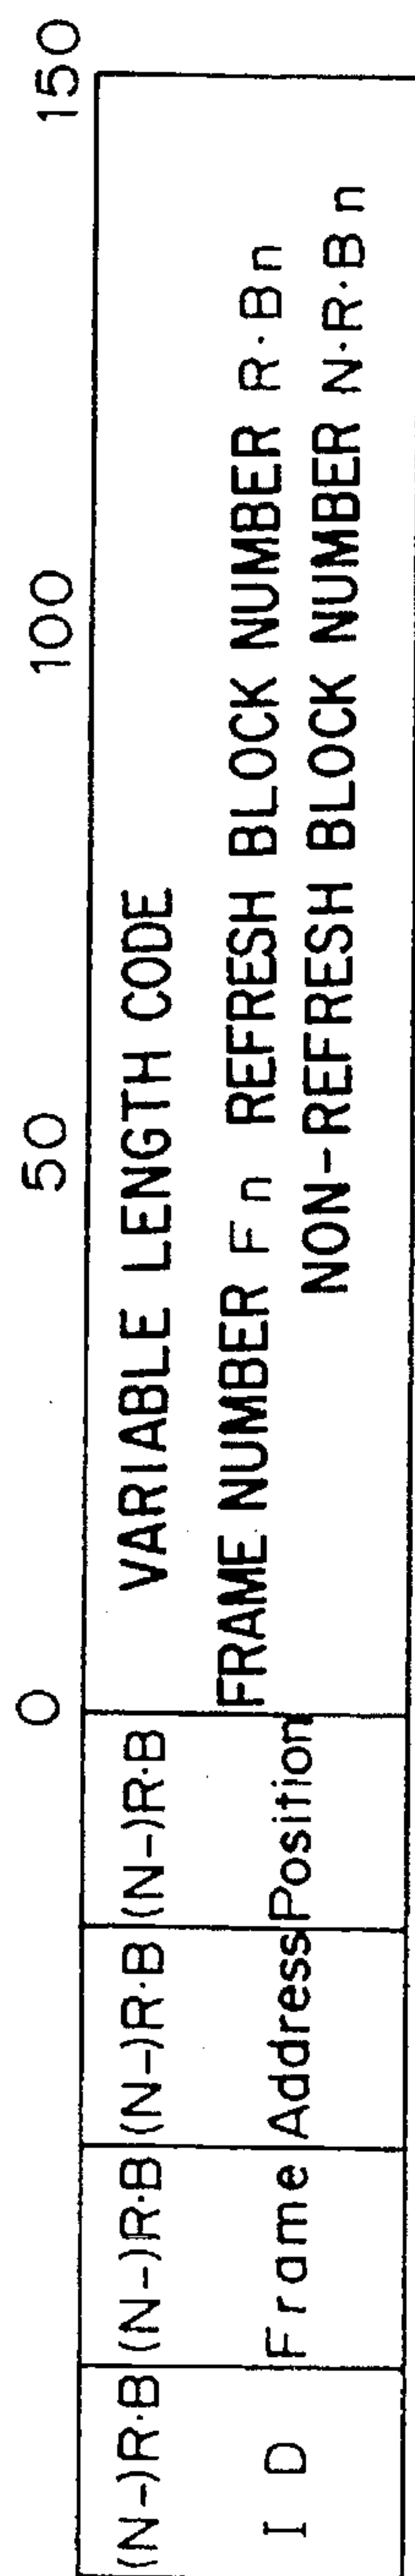 0 50 100 150
(N-)R·B (N-)R·B (N-)R·B (N-)R·B VARIABLE LENGTH CODE
I D Frame Address Position FRAME NUMBER Fn REFRESH BLOCK NUMBER R·Bn
NON-REFRESH BLOCK NUMBER N·R·Bn